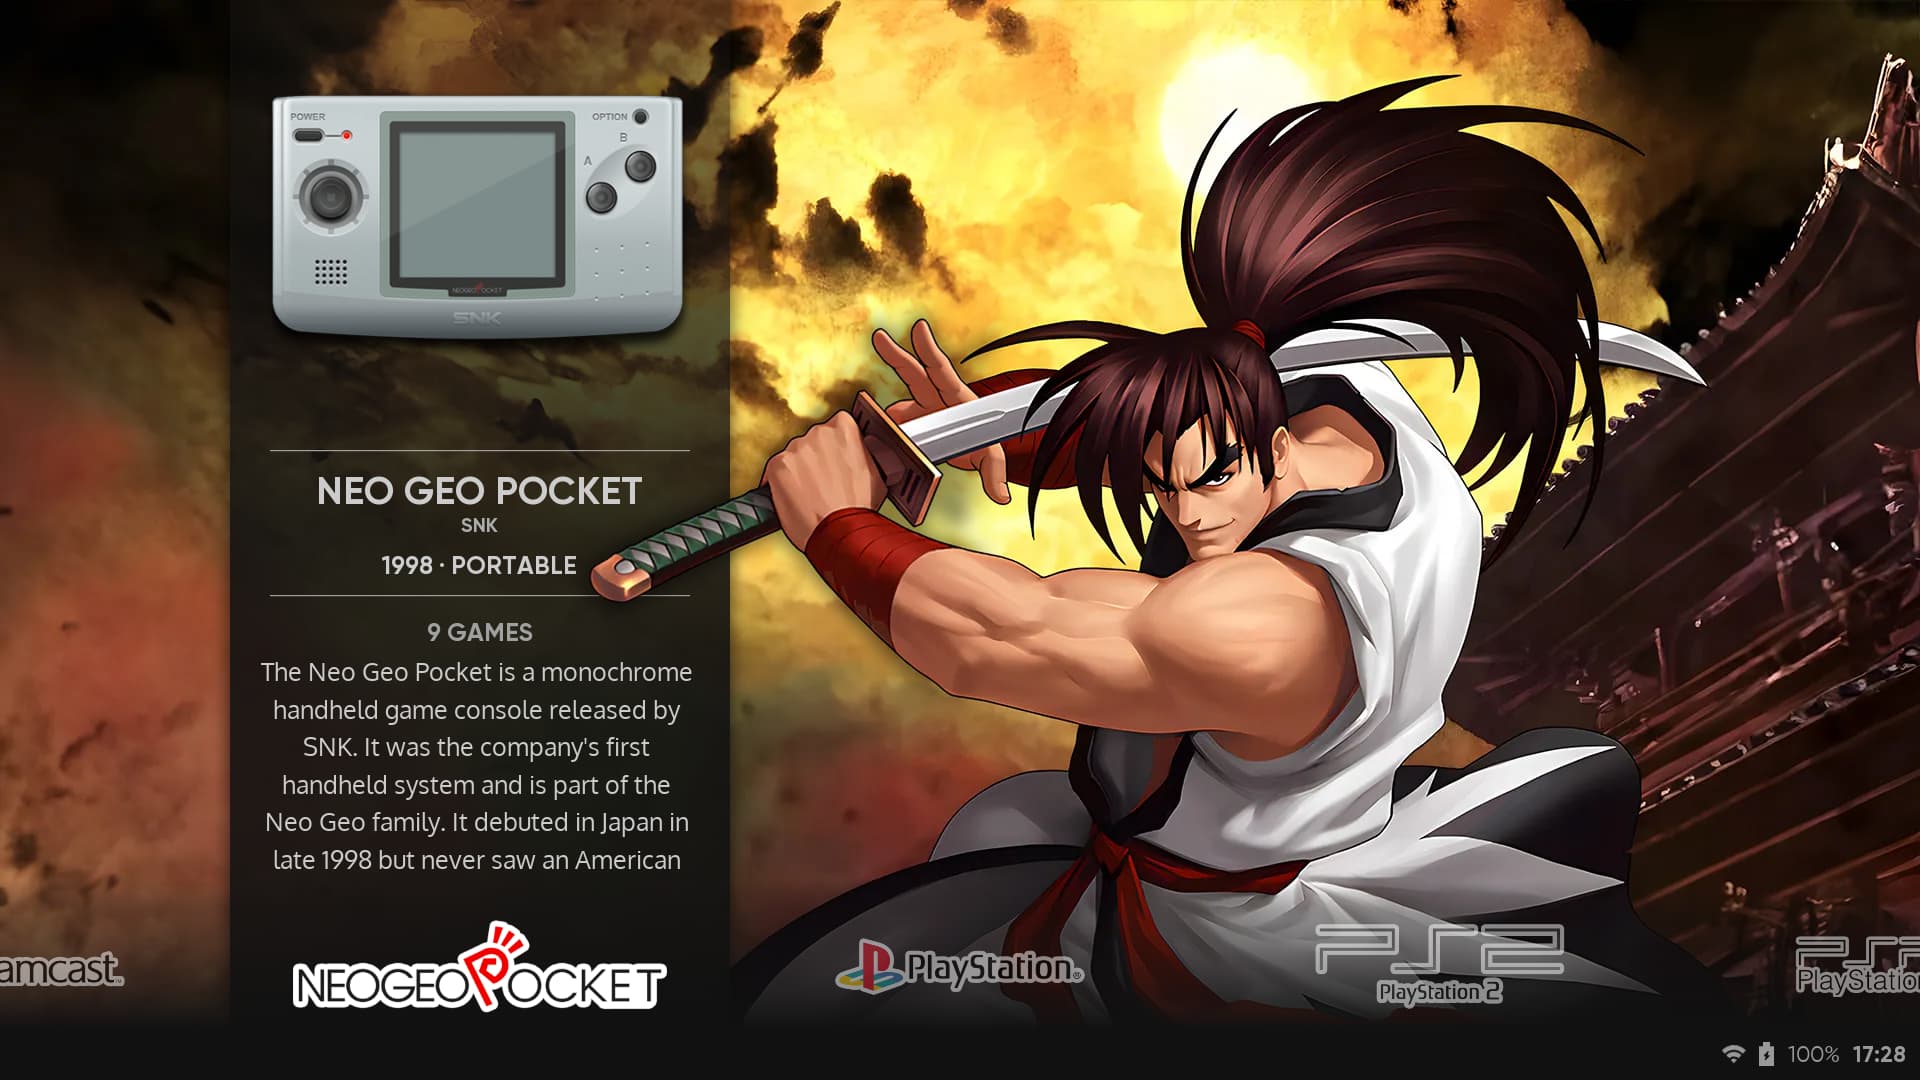 POWER
OPTION
B
A
NEOGEO POCKET
SNK
NEO GEO POCKET
SNK
1998 · PORTABLE
9 GAMES
The Neo Geo Pocket is a monochrome
handheld game console released by
SNK. It was the company's first
handheld system and is part of the
Neo Geo family. It debuted in Japan in
late 1998 but never saw an American
amcast
NEOGEO POCKET
PlayStation
PS2
PlayStation 2
PSP
PlayStation
100% 17:28